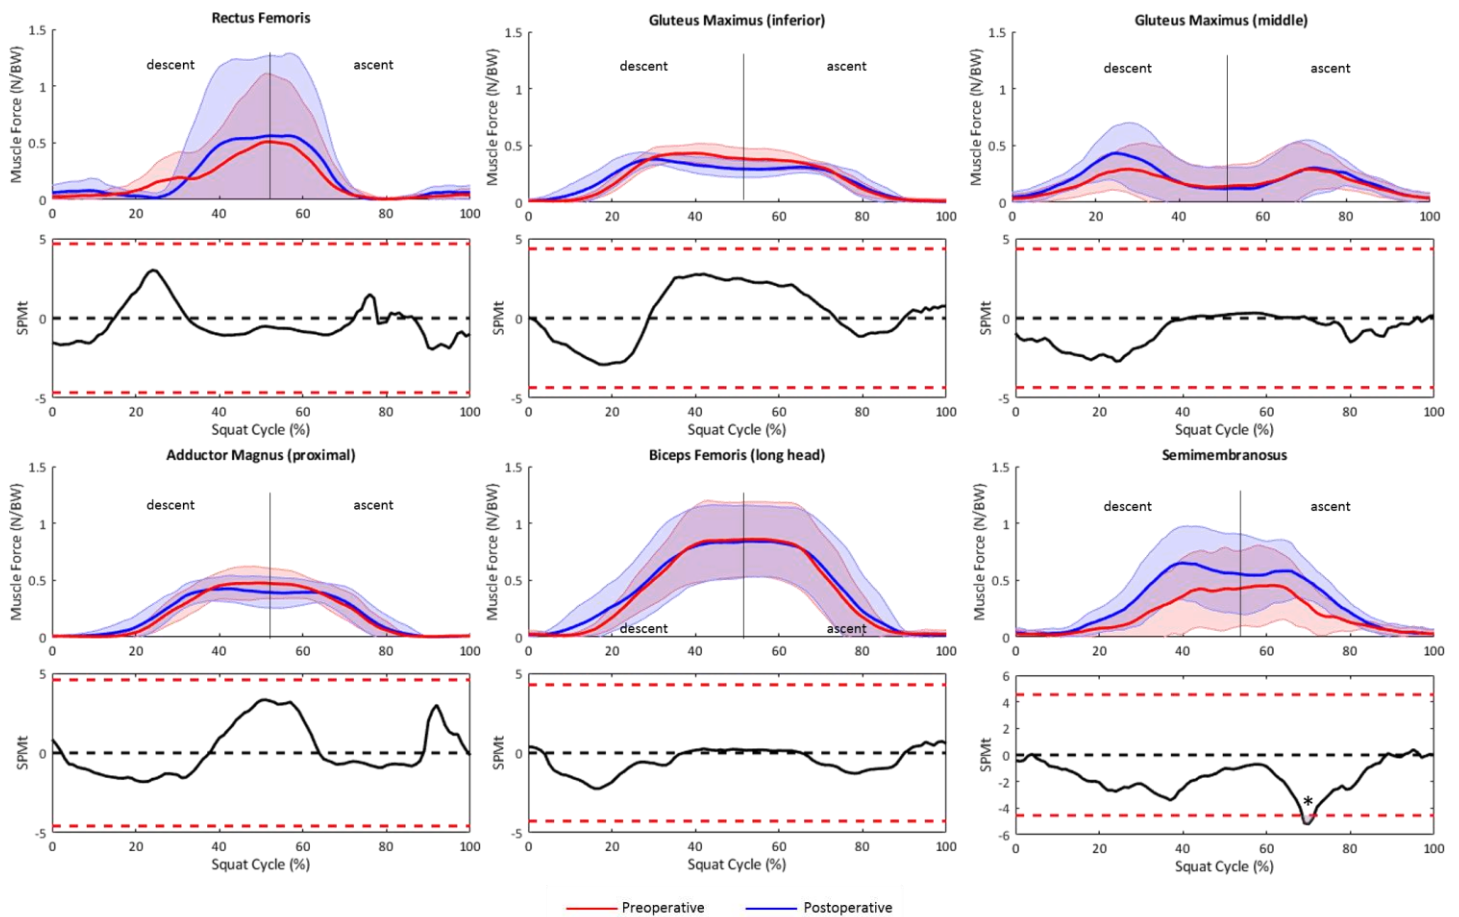 Rectus Femoris
Gluteus Maximus (inferior)
Gluteus Maximus (middle)
Muscle Force (N/BW)
1.5
1
0.5
0
descent
ascent
0 20 40 60 80 100
Muscle Force (N/BW)
1.5
1
0.5
0
descent
ascent
0 20 40 60 80 100
Muscle Force (N/BW)
1.5
1
0.5
0
descent
ascent
0 20 40 60 80 100
SPMt
5
0
-5
0 20 40 60 80 100
Squat Cycle (%)
SPMt
5
0
-5
0 20 40 60 80 100
Squat Cycle (%)
SPMt
5
0
-5
0 20 40 60 80 100
Squat Cycle (%)
Adductor Magnus (proximal)
Biceps Femoris (long head)
Semimembranosus
Muscle Force (N/BW)
1.5
1
0.5
0
descent
ascent
0 20 40 60 80 100
Muscle Force (N/BW)
1.5
1
0.5
0
descent
ascent
0 20 40 60 80 100
Muscle Force (N/BW)
1.5
1
0.5
0
descent
ascent
0 20 40 60 80 100
SPMt
5
0
-5
0 20 40 60 80 100
Squat Cycle (%)
SPMt
5
0
-5
0 20 40 60 80 100
Squat Cycle (%)
SPMt
6
4
2
0
-2
-4
-6
*
0 20 40 60 80 100
Squat Cycle (%)
Preoperative
Postoperative